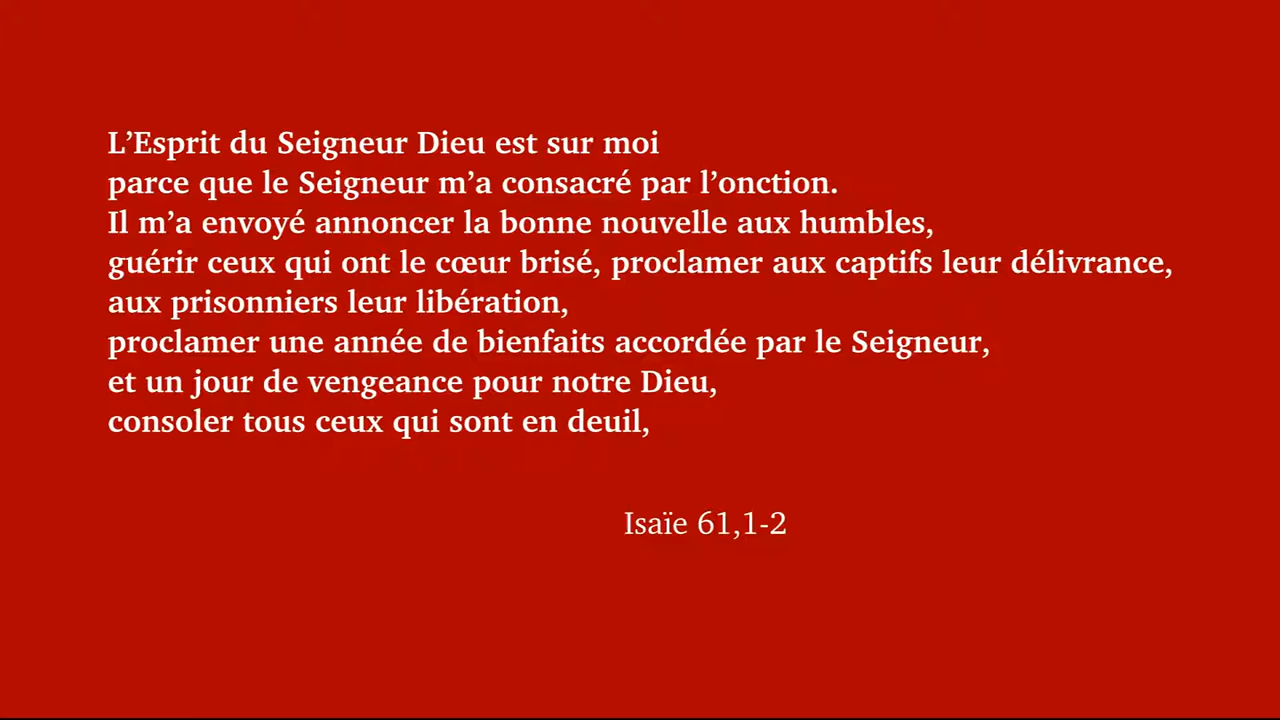 L’Esprit du Seigneur Dieu est sur moi
parce que le Seigneur m’a consacré par l’onction.
Il m’a envoyé annoncer la bonne nouvelle aux humbles,
guérir ceux qui ont le cœur brisé, proclamer aux captifs leur délivrance,
aux prisonniers leur libération,
proclamer une année de bienfaits accordée par le Seigneur,
et un jour de vengeance pour notre Dieu,
consoler tous ceux qui sont en deuil,
Isaïe 61,1-2